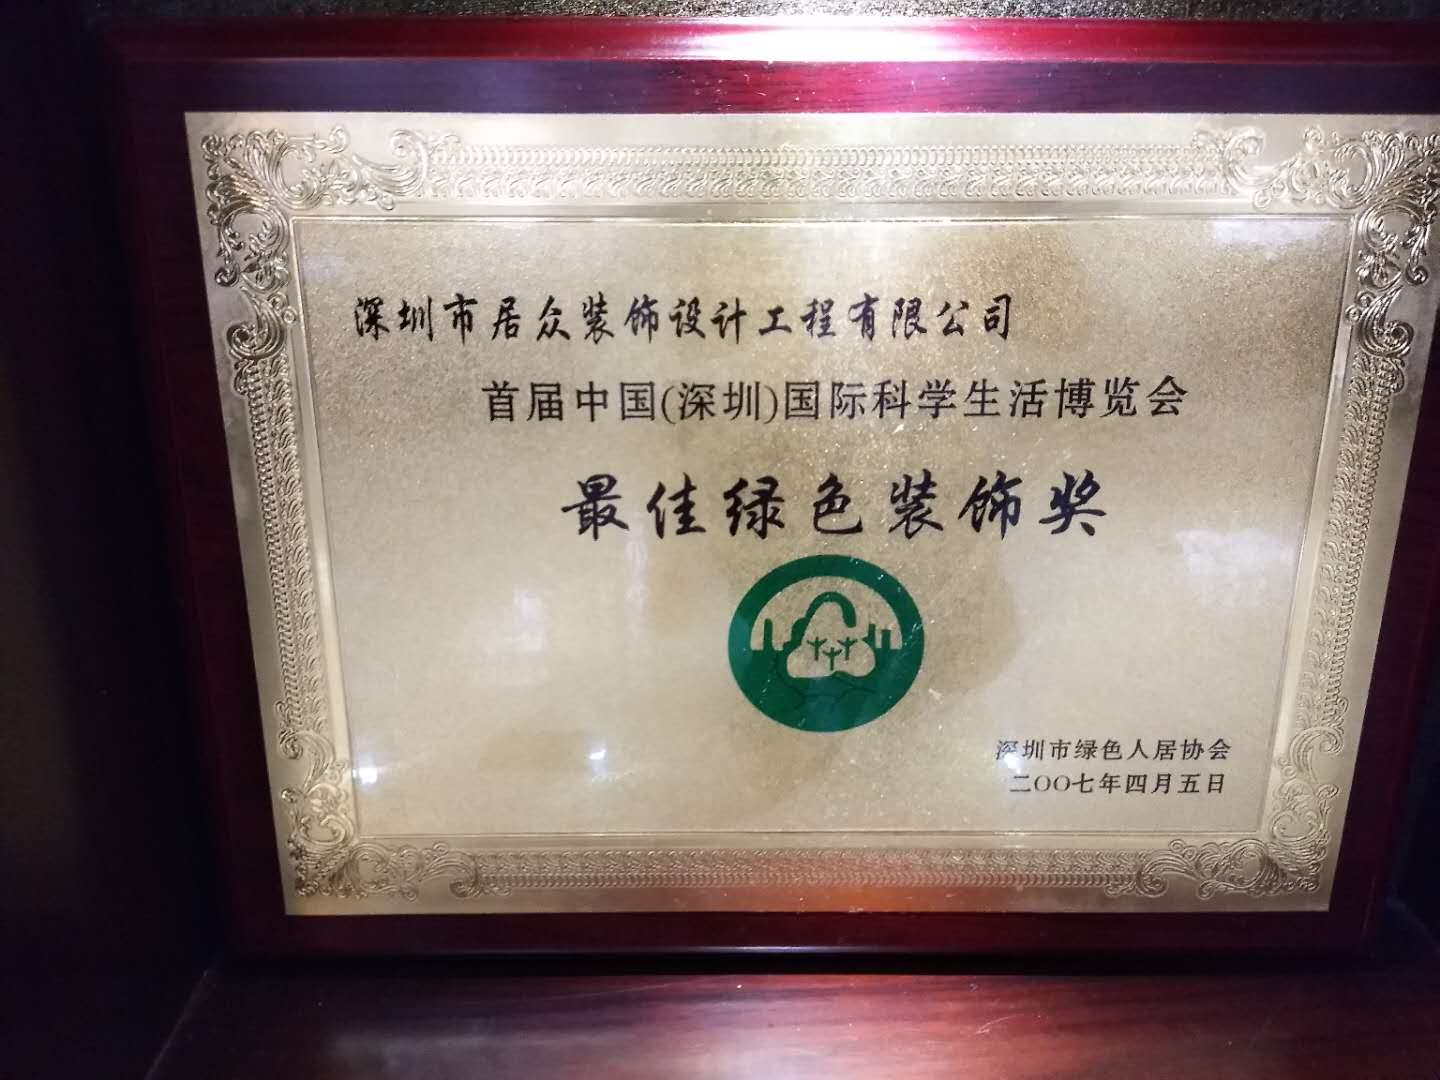 深圳市居众装饰设计工程有限公司
首届中国(深圳)国际科学生活博览会
最佳绿色装饰奖
深圳市绿色人居协会
二OO七年四月五日